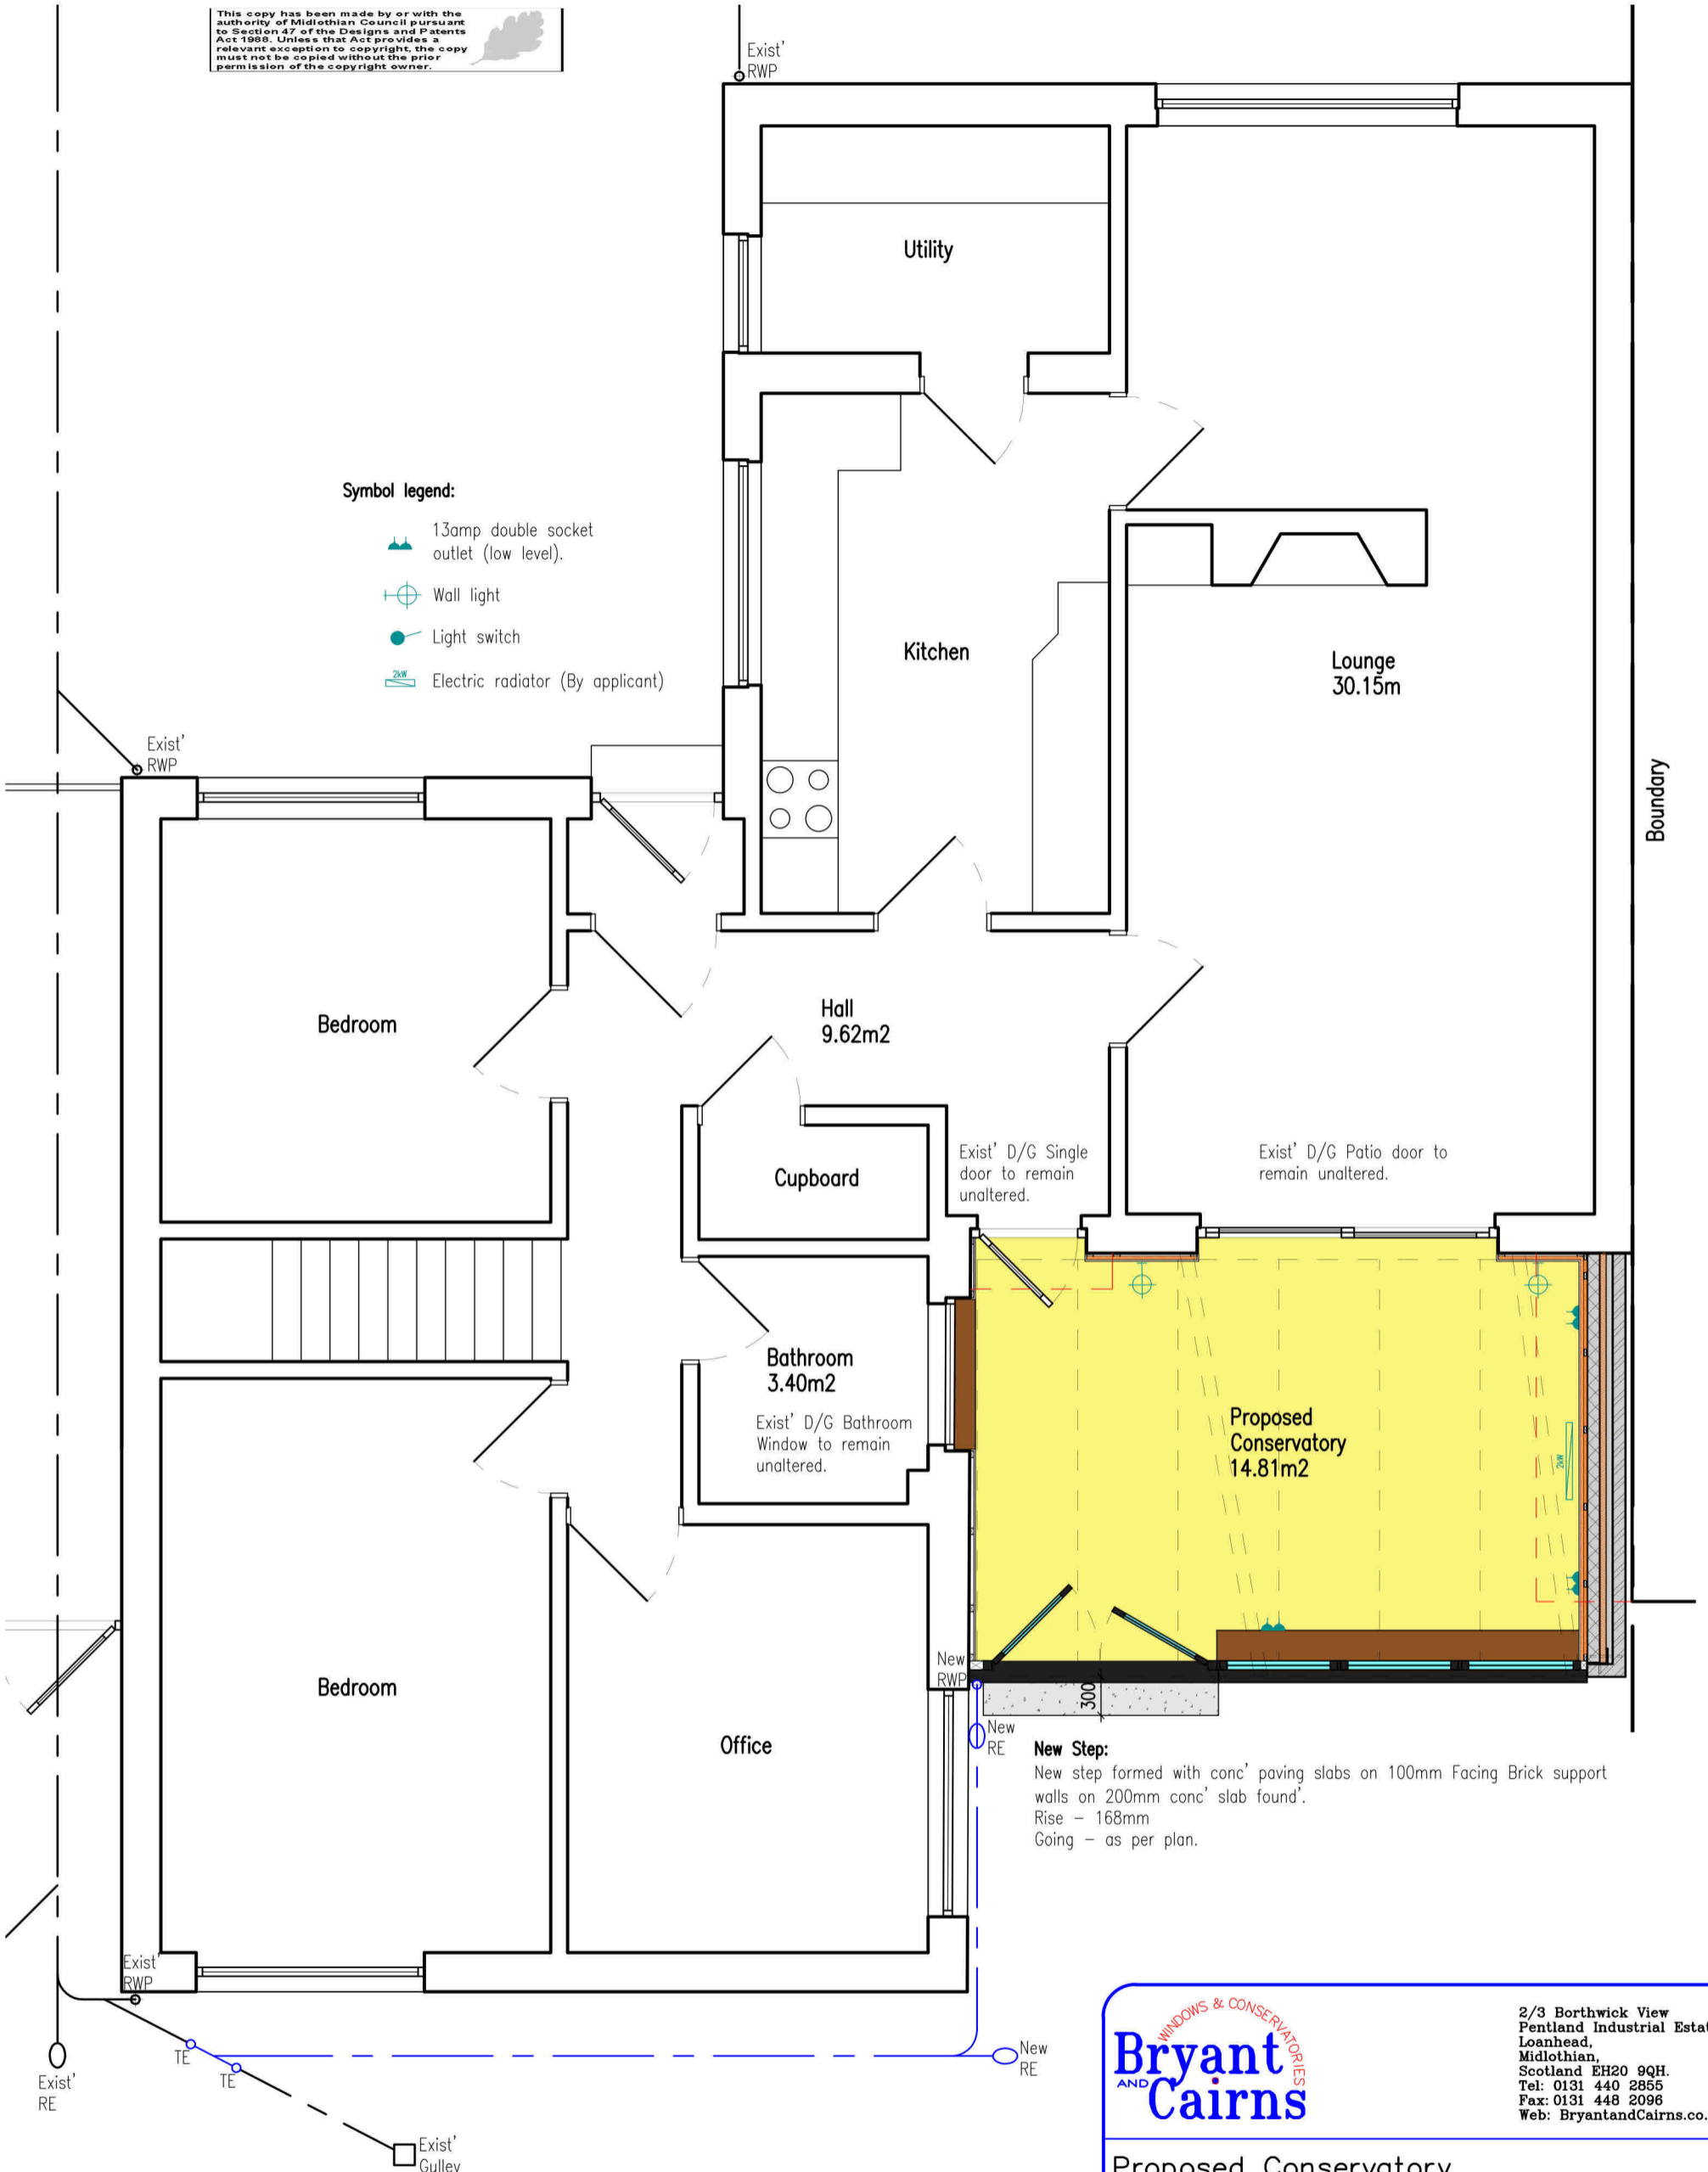 This copy has been made by or with the
authority of Midlothian Council pursuant
to Section 47 of the Designs and Patents
Act 1988. Unless that Act provides a
relevant exception to copyright, the copy
must not be copied without the prior
permission of the copyright owner.
Exist'
RWP
Utility
Symbol legend:
13amp double socket
outlet (low level).
Wall light
Light switch
2kW
Electric radiator (By applicant)
Kitchen
Lounge
30.15m
Boundary
Exist'
RWP
Bedroom
Hall
9.62m2
Cupboard
Exist' D/G Single
door to remain
unaltered.
Exist' D/G Patio door to
remain unaltered.
Bathroom
3.40m2
Exist' D/G Bathroom
Window to remain
unaltered.
Proposed
Conservatory
14.81m2
2kW
Bedroom
Office
New
RWP
300
New
RE
New Step:
New step formed with conc' paving slabs on 100mm Facing Brick support
walls on 200mm conc' slab found'.
Rise - 168mm
Going - as per plan.
Exist'
RWP
Exist'
RE
TE
TE
New
RE
Exist'
Gulley
WINDOWS & CONSERVATORIES
Bryant
AND
Cairns
2/3 Borthwick View
Pentland Industrial Estat
Loanhead,
Midlothian,
Scotland EH20 9QH.
Tel: 0131 440 2855
Fax: 0131 448 2096
Web: BryantandCairns.co.
Proposed Conservatory